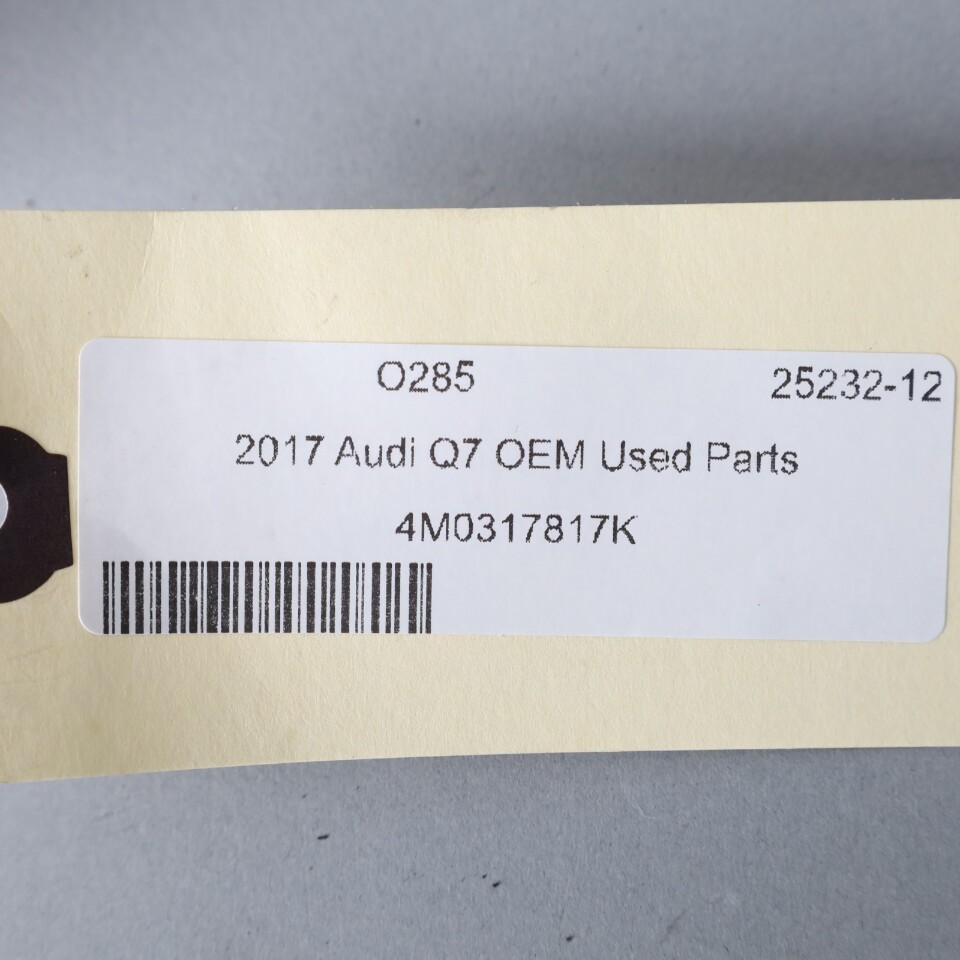 O285 25232-12
2017 Audi Q7 OEM Used Parts
4M0317817K